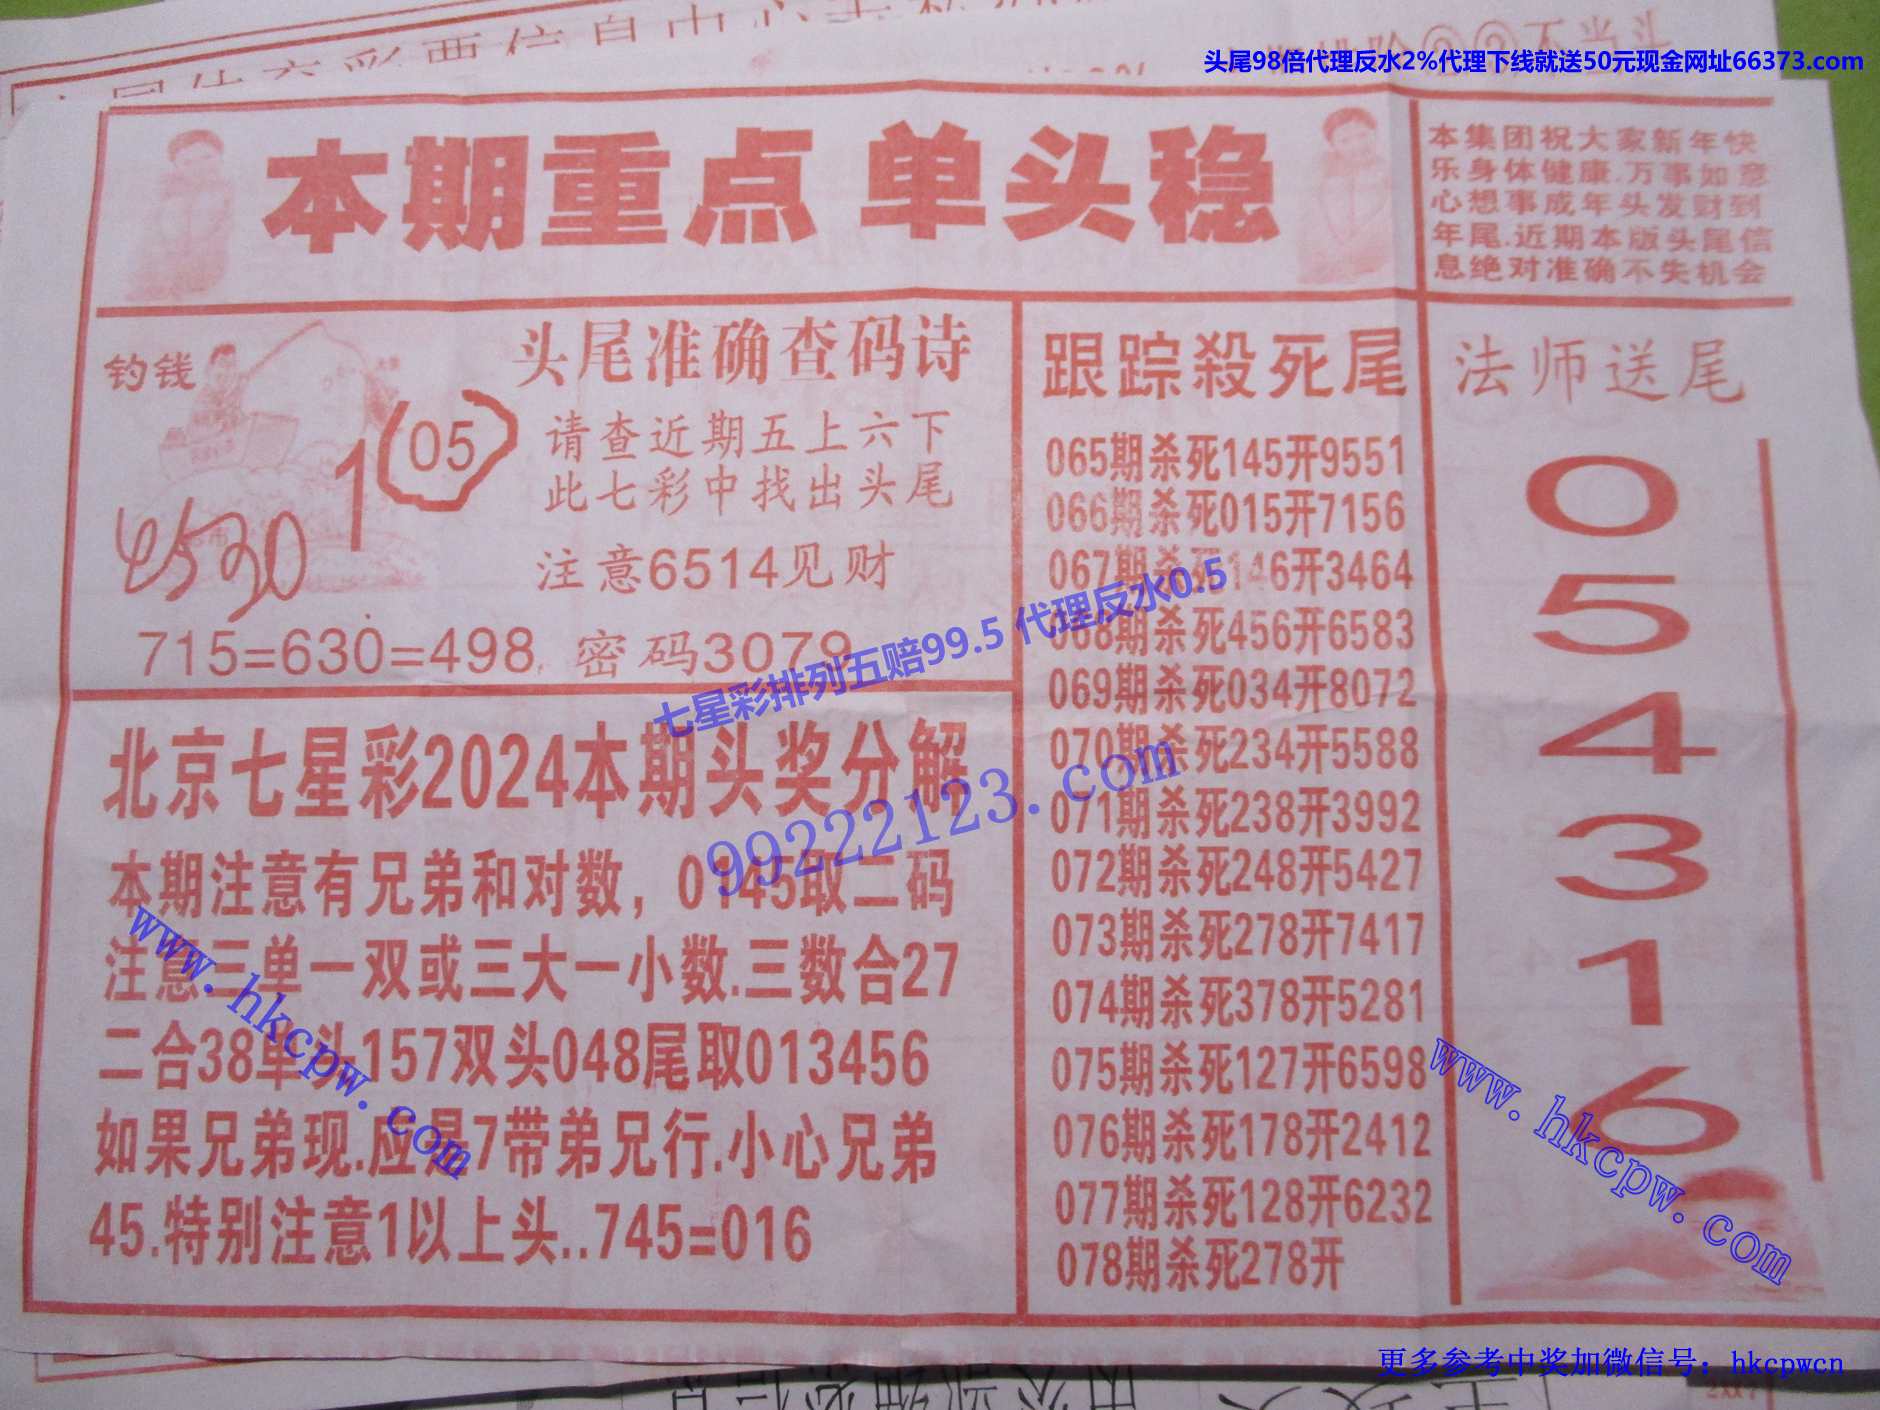 头尾98倍代理反水2%代理下线就送50元现金网址66373.com
本期重点 单头稳
本集团祝大家新年快
乐身体健康.万事如意
心想事成年头发财到
年尾.近期本版头尾信
息绝对准确不失机会
钓钱
1
05
4530
头尾准确查码诗
请查近期五上六下
此七彩中找出头尾
注意6514见财
715=630=498. 密码3079
北京七星彩2024本期头奖分解
本期注意有兄弟和对数，0145取二码
注意三单一双或三大一小数.三数合27
二合38单头157双头048尾取013456
如果兄弟现.应是7带弟兄行.小心兄弟
45.特别注意1以上头..745=016
跟踪殺死尾
065期杀死145开9551
066期杀死015开7156
067期杀死146开3464
068期杀死456开6583
069期杀死034开8072
070期杀死234开5588
071期杀死238开3992
072期杀死248开5427
073期杀死278开7417
074期杀死378开5281
075期杀死127开6598
076期杀死178开2412
077期杀死128开6232
078期杀死278开
法师送尾
0
5
4
3
1
6
七星彩排列五赔99.5 代理反水0.5
99222123.com
www.hkcpw.com
www.hkcpw.com
更多参考中奖加微信号：hkcpwcn